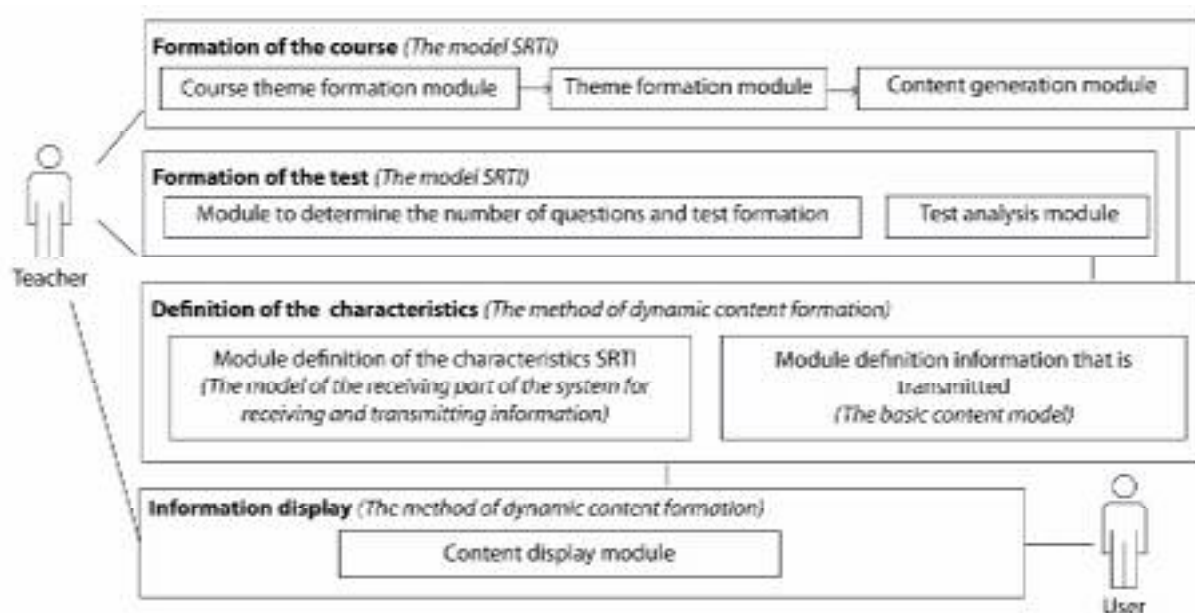 Formation of the course (The model SRTI)
Course theme formation module
Theme formation module
Content generation module
Formation of the test (The model SRTI)
Module to determine the number of questions and test formation
Test analysis module
Teacher
Definition of the characteristics (The method of dynamic content formation)
Module definition of the characteristics SRTI
(The model of the receiving part of the system for
receiving and transmitting information)
Module definition information that is
transmitted
(The basic content model)
Information display (The method of dynamic content formation)
Content display module
User